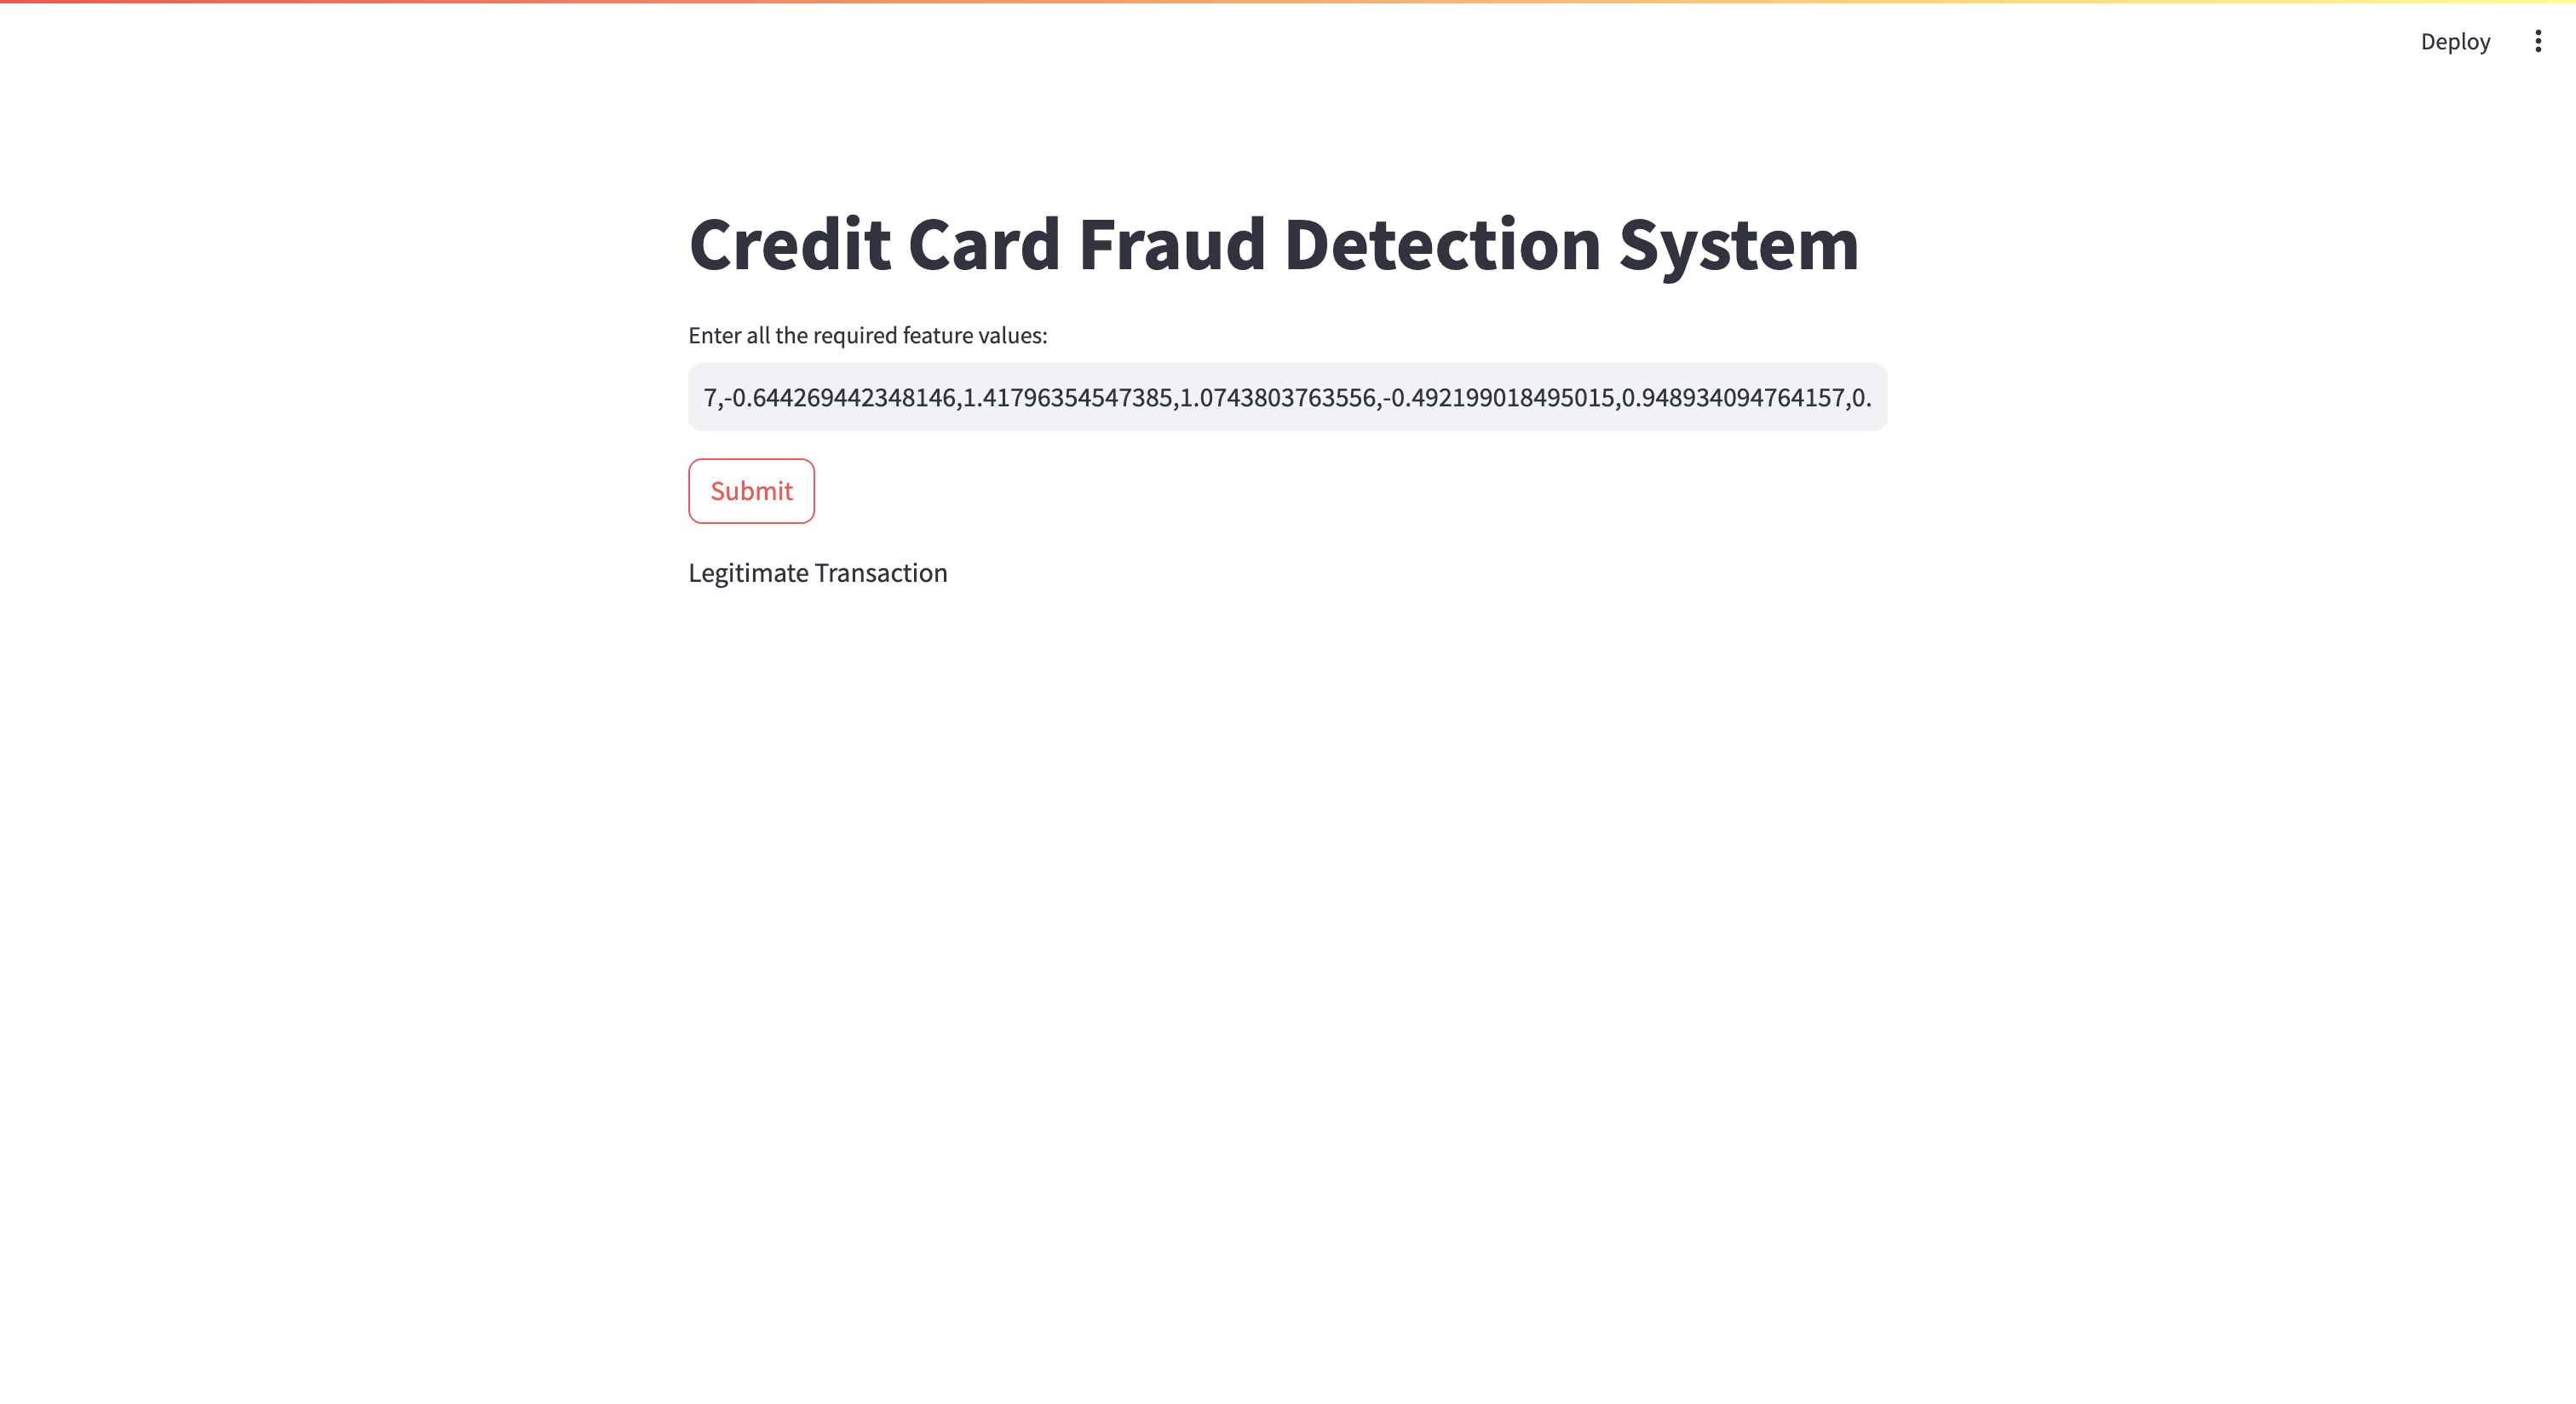 Deploy
Credit Card Fraud Detection System
Enter all the required feature values:
7,-0.644269442348146,1.41796354547385,1.0743803763556,-0.492199018495015,0.948934094764157,0.
Submit
Legitimate Transaction